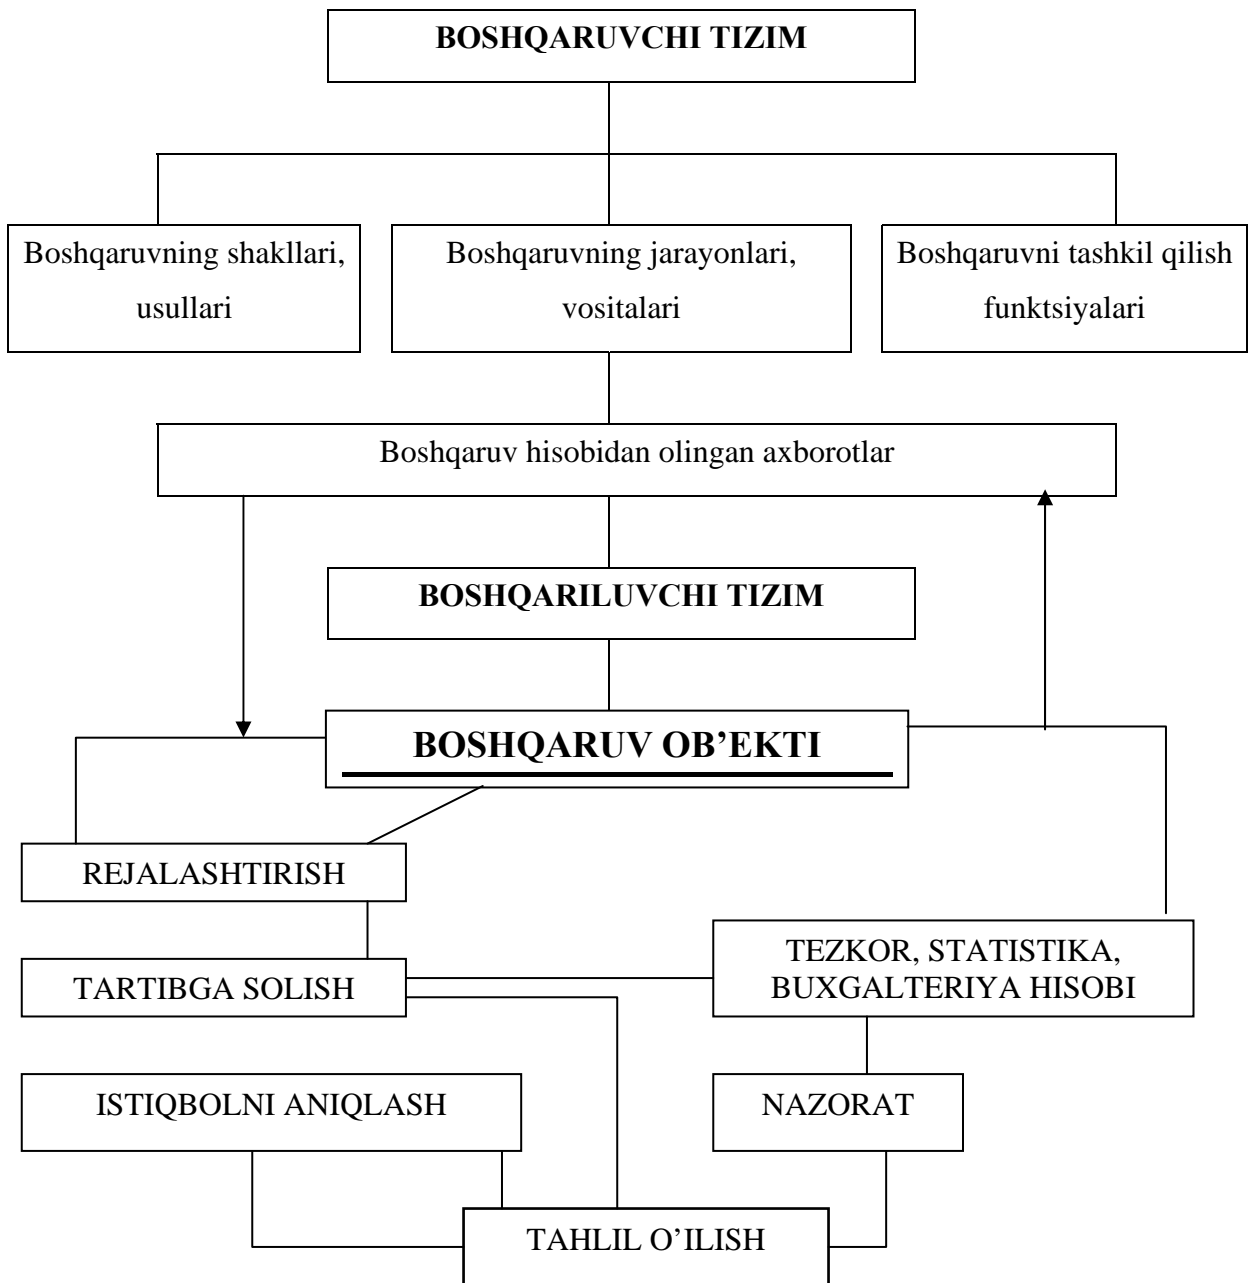 BOSHQARUVCHI TIZIM
Boshqaruvning shakllari,
usullari
Boshqaruvning jarayonlari,
vositalari
Boshqaruvni tashkil qilish
funktsiyalari
Boshqaruv hisobidan olingan axborotlar
BOSHQARILUVCHI TIZIM
BOSHQARUV OB’EKTI
REJALASHTIRISH
TEZKOR, STATISTIKA,
BUXGALTERIYA HISOBI
TARTIBGA SOLISH
ISTIQBOLNI ANIQLASH
NAZORAT
TAHLIL O’ILISH